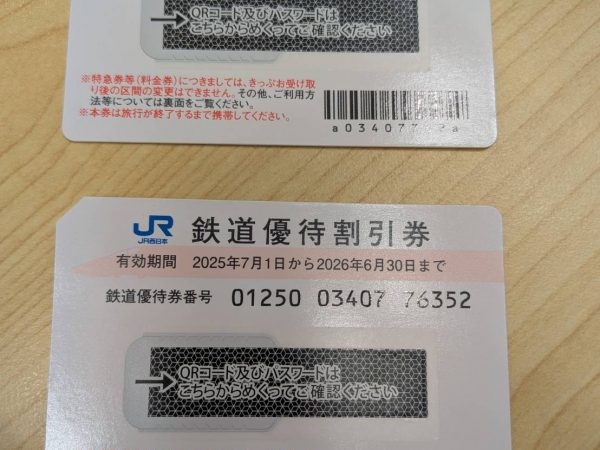 QRコード及びパスワードは
こちらからめくってご確認ください
※特急券等(料金券)につきましては、きっぷお受け取
り後の区間の変更はできません。その他、ご利用方
法等については裏面をご覧ください。
※本券は旅行が終了するまで携帯してください。
JR
JR西日本
鉄道優待割引券
有効期間 2025年7月1日から2026年6月30日まで
鉄道優待券番号 01250 03407 76352
QRコード及びパスワードは
こちらからめくってご確認ください